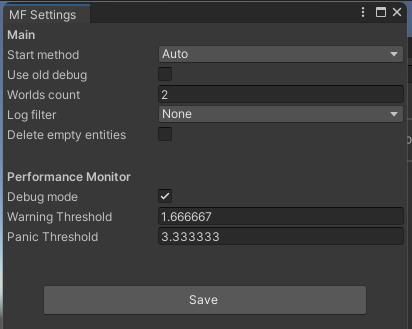 MF Settings
Main
Start method Auto
Use old debug
Worlds count 2
Log filter None
Delete empty entities
Performance Monitor
Debug mode
Warning Threshold 1.666667
Panic Threshold 3.333333
Save